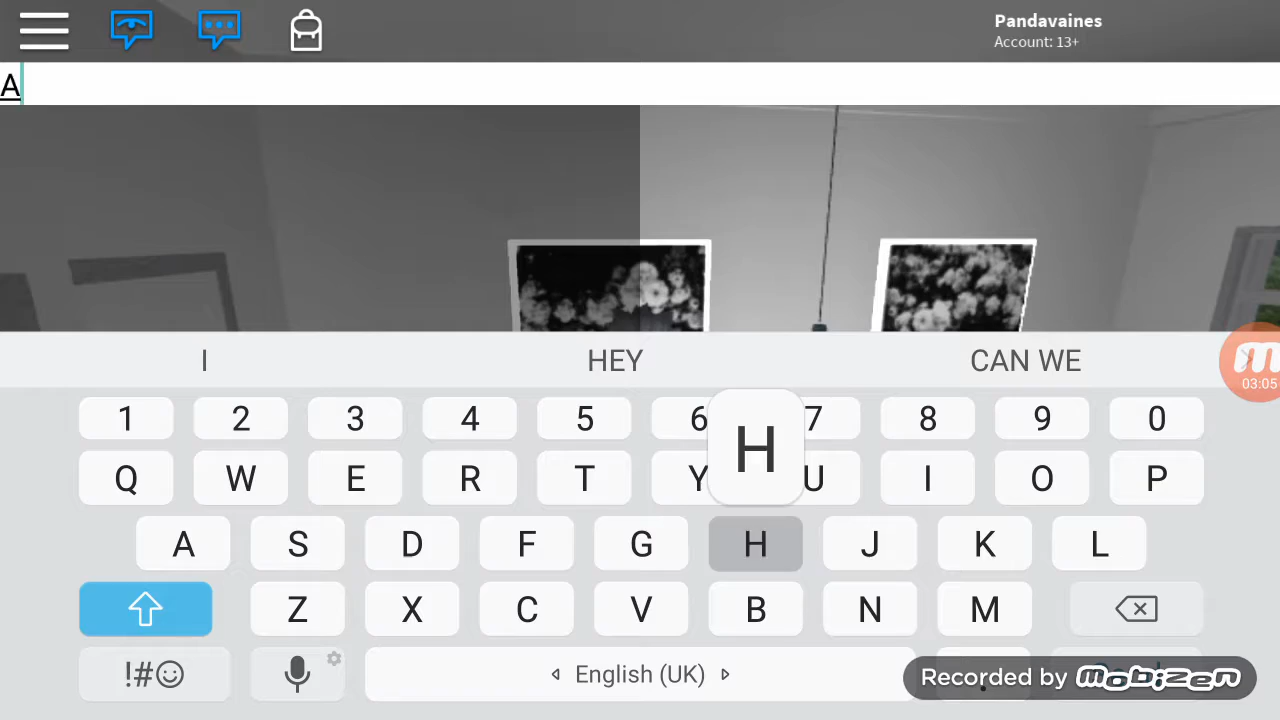 Pandavaines
Account: 13+
A
I HEY CAN WE
03:05
1 2 3 4 5 6 7 8 9 0
H
Q W E R T Y U I O P
A S D F G H J K L
Z X C V B N M
!#☺ English (UK) .
Recorded by mobizen